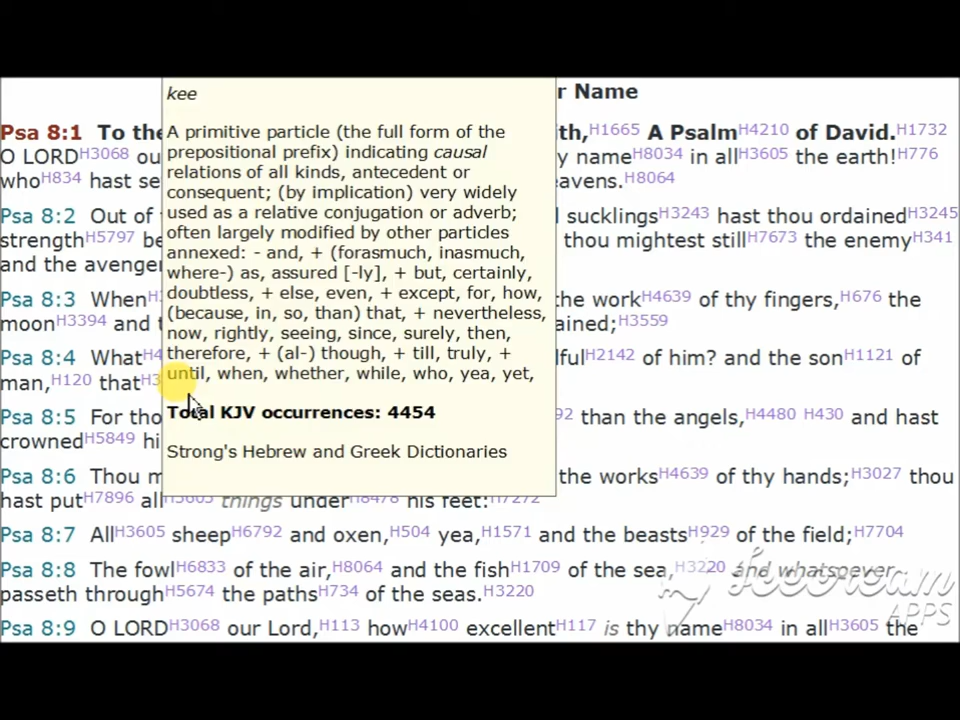 kee
r Name
Psa 8:1 To the ith,H1665 A PsalmH4210 of David.H1732
A primitive particle (the full form of the
prepositional prefix) indicating causal
relations of all kinds, antecedent or
consequent; (by implication) very widely
used as a relative conjugation or adverb;
often largely modified by other particles
annexed: - and, + (forasmuch, inasmuch,
where-) as, assured [-ly], + but, certainly,
doubtless, + else, even, + except, for, how,
(because, in, so, than) that, + nevertheless,
now, rightly, seeing, since, surely, then,
therefore, + (al-) though, + till, truly, +
until, when, whether, while, who, yea, yet,
Total KJV occurrences: 4454
Strong's Hebrew and Greek Dictionaries
O LORDH3068 ou y nameH8034 in allH3605 the earth!H776
whoH834 hast se eavens.H8064
Psa 8:2 Out of sucklingsH3243 hast thou ordainedH3245
strengthH5797 be thou mightest stillH7673 the enemyH341
and the avenger
Psa 8:3 WhenH the workH4639 of thy fingers,H676 the
moonH3394 and t ained;H3559
Psa 8:4 WhatH4 dfulH2142 of him? and the sonH1121 of
man,H120 thatH3
Psa 8:5 For tho 92 than the angels,H4480 H430 and hast
crownedH5849 hi
Psa 8:6 Thou m the worksH4639 of thy hands;H3027 thou
hast putH7896 allH3605 things underH8478 his feet:H7272
Psa 8:7 AllH3605 sheepH6792 and oxen,H504 yea,H1571 and the beastsH929 of the field;H7704
Psa 8:8 The fowlH6833 of the air,H8064 and the fishH1709 of the sea,H3220 and whatsoever
passeth throughH5674 the pathsH734 of the seas.H3220
Psa 8:9 O LORDH3068 our Lord,H113 howH4100 excellentH117 is thy nameH8034 in allH3605 the
Icecream
APPS